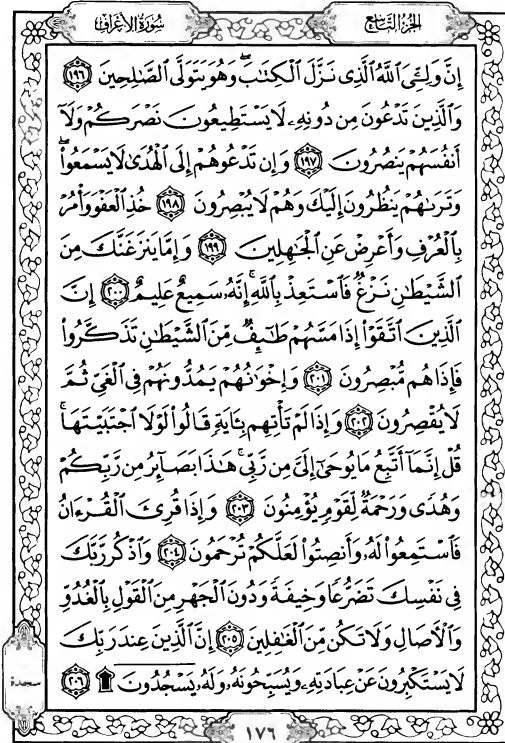 الجزء التاسع
سورة الأعراف
إِنَّ وَلِـِّۧىَ ٱللَّهُ ٱلَّذِى نَزَّلَ ٱلْكِتَٰبَ ۖ وَهُوَ يَتَوَلَّى ٱلصَّٰلِحِينَ ١٩٦
وَٱلَّذِينَ تَدْعُونَ مِن دُونِهِۦ لَا يَسْتَطِيعُونَ نَصْرَكُمْ وَلَآ
أَنفُسَهُمْ يَنصُرُونَ ١٩٧ وَإِن تَدْعُوهُمْ إِلَى ٱلْهُدَىٰ لَا يَسْمَعُوا۟ ۖ
وَتَرَىٰهُمْ يَنظُرُونَ إِلَيْكَ وَهُمْ لَا يُبْصِرُونَ ١٩٨ خُذِ ٱلْعَفْوَ وَأْمُرْ
بِٱلْعُرْفِ وَأَعْرِضْ عَنِ ٱلْجَٰهِلِينَ ١٩٩ وَإِمَّا يَنزَغَنَّكَ مِنَ
ٱلشَّيْطَٰنِ نَزْغٌ فَٱسْتَعِذْ بِٱللَّهِ ۚ إِنَّهُۥ سَمِيعٌ عَلِيمٌ ٢٠٠ إِنَّ
ٱلَّذِينَ ٱتَّقَوْا۟ إِذَا مَسَّهُمْ طَٰٓئِفٌ مِّنَ ٱلشَّيْطَٰنِ تَذَكَّرُوا۟
فَإِذَا هُم مُّبْصِرُونَ ٢٠١ وَإِخْوَٰنُهُمْ يَمُدُّونَهُمْ فِى ٱلْغَىِّ ثُمَّ
لَا يُقْصِرُونَ ٢٠٢ وَإِذَا لَمْ تَأْتِهِم بِـَٔايَةٍ قَالُوا۟ لَوْلَا ٱجْتَبَيْتَهَا ۚ
قُلْ إِنَّمَآ أَتَّبِعُ مَا يُوحَىٰٓ إِلَىَّ مِن رَّبِّى ۚ هَٰذَا بَصَآئِرُ مِن رَّبِّكُمْ
وَهُدًى وَرَحْمَةٌ لِّقَوْمٍ يُؤْمِنُونَ ٢٠٣ وَإِذَا قُرِئَ ٱلْقُرْءَانُ
فَٱسْتَمِعُوا۟ لَهُۥ وَأَنصِتُوا۟ لَعَلَّكُمْ تُرْحَمُونَ ٢٠٤ وَٱذْكُر رَّبَّكَ
فِى نَفْسِكَ تَضَرُّعًا وَخِيفَةً وَدُونَ ٱلْجَهْرِ مِنَ ٱلْقَوْلِ بِٱلْغُدُوِّ
وَٱلْءَاصَالِ وَلَا تَكُن مِّنَ ٱلْغَٰفِلِينَ ٢٠٥ إِنَّ ٱلَّذِينَ عِندَ رَبِّكَ
لَا يَسْتَكْبِرُونَ عَنْ عِبَادَتِهِۦ وَيُسَبِّحُونَهُۥ وَلَهُۥ يَسْجُدُونَ ۩ ٢٠٦
سجدة
١٧٦